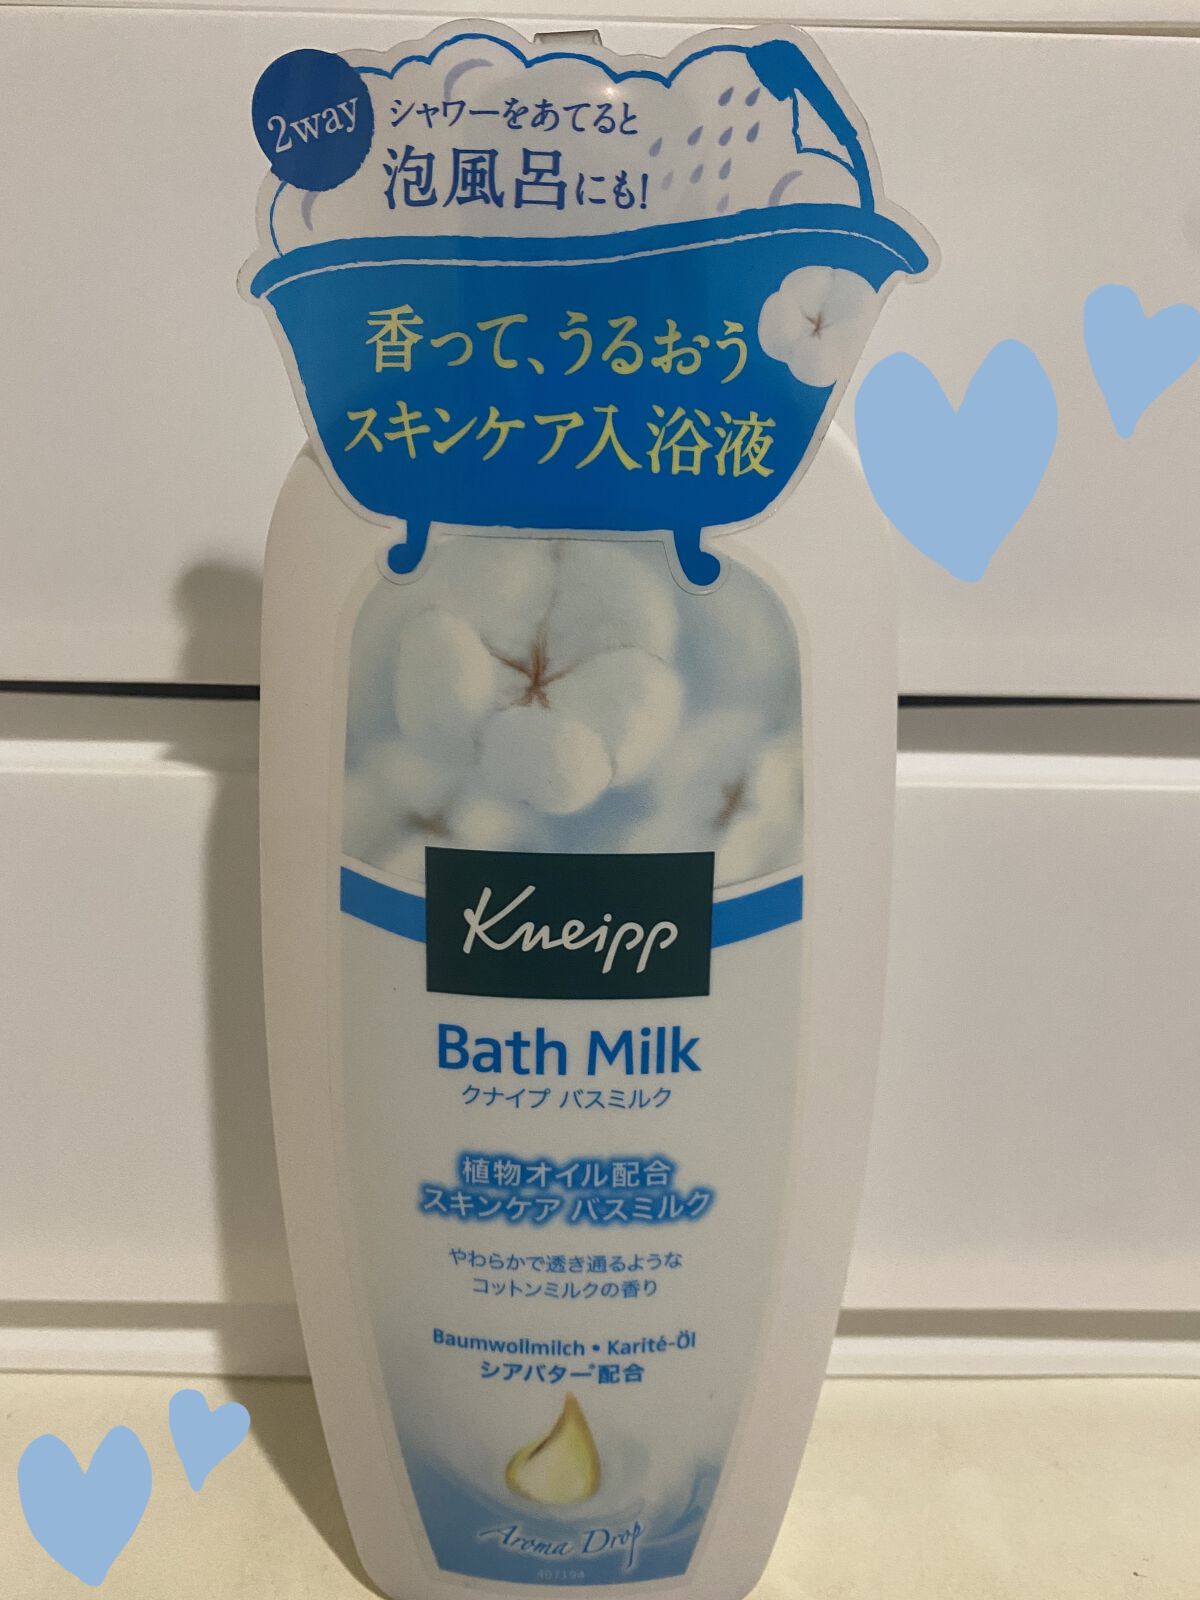 2way
シャワーをあてると
泡風呂にも!
香って、うるおう
スキンケア入浴液
Kneipp
Bath Milk
クナイプ バスミルク
植物オイル配合
スキンケア バスミルク
やわらかで透き通るような
コットンミルクの香り
Baumwollmilch • Karité-Öl
シアバター*配合
Aroma Drop
407194